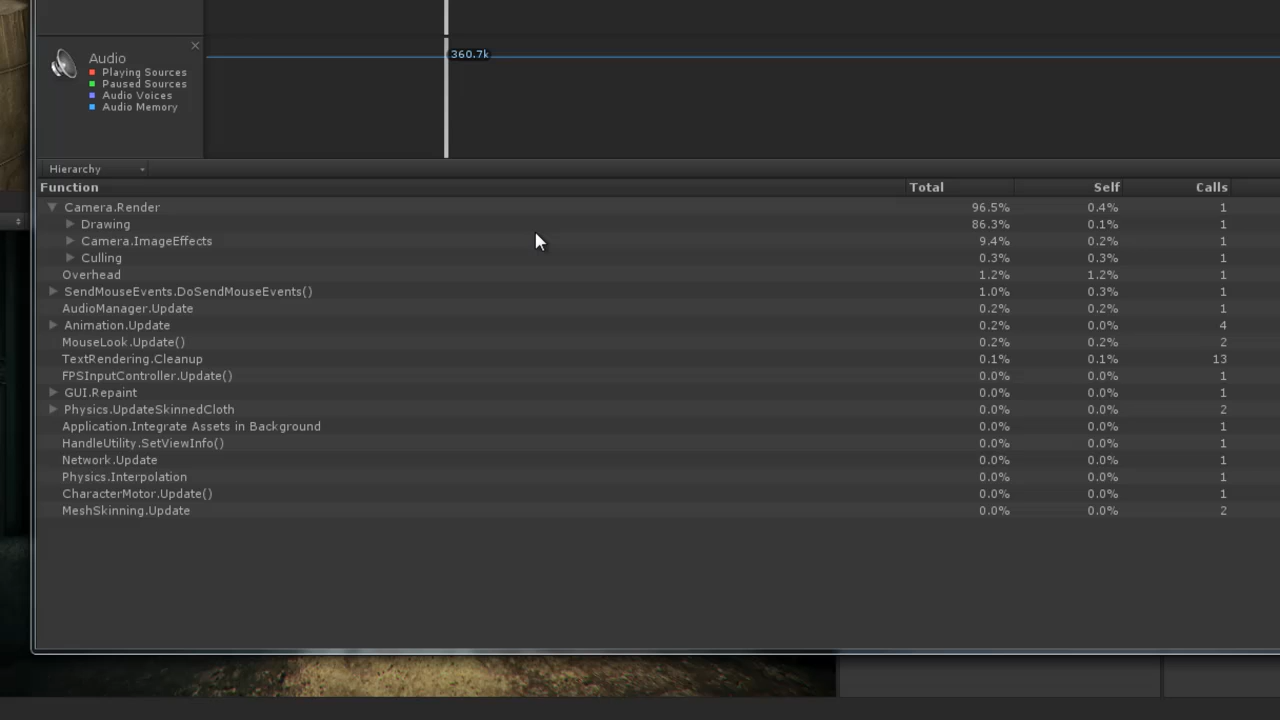 360.7k
Audio
Playing Sources
Paused Sources
Audio Voices
Audio Memory
Hierarchy
Function Total Self Calls
Camera.Render 96.5% 0.4% 1
Drawing 86.3% 0.1% 1
Camera.ImageEffects 9.4% 0.2% 1
Culling 0.3% 0.3% 1
Overhead 1.2% 1.2% 1
SendMouseEvents.DoSendMouseEvents() 1.0% 0.3% 1
AudioManager.Update 0.2% 0.2% 1
Animation.Update 0.2% 0.0% 4
MouseLook.Update() 0.2% 0.2% 2
TextRendering.Cleanup 0.1% 0.1% 13
FPSInputController.Update() 0.0% 0.0% 1
GUI.Repaint 0.0% 0.0% 1
Physics.UpdateSkinnedCloth 0.0% 0.0% 2
Application.Integrate Assets in Background 0.0% 0.0% 1
HandleUtility.SetViewInfo() 0.0% 0.0% 1
Network.Update 0.0% 0.0% 1
Physics.Interpolation 0.0% 0.0% 1
CharacterMotor.Update() 0.0% 0.0% 1
MeshSkinning.Update 0.0% 0.0% 2